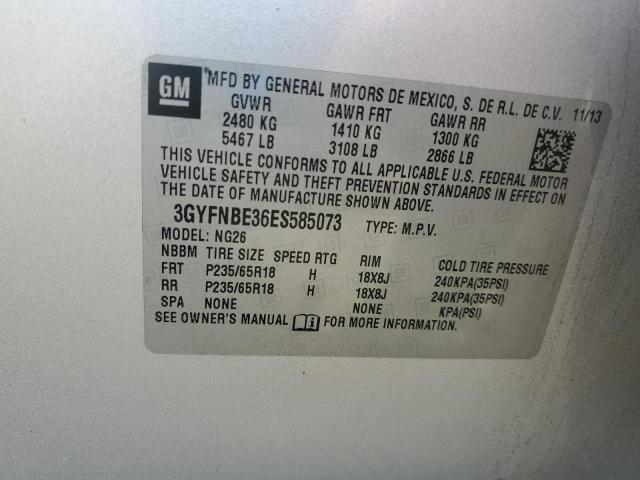 GM
*MFD BY GENERAL MOTORS DE MEXICO, S. DE R.L. DE C.V. 11/13
GVWR GAWR FRT GAWR RR
2480 KG 1410 KG 1300 KG
5467 LB 3108 LB 2866 LB
THIS VEHICLE CONFORMS TO ALL APPLICABLE U.S. FEDERAL MOTOR
VEHICLE SAFETY AND THEFT PREVENTION STANDARDS IN EFFECT ON
THE DATE OF MANUFACTURE SHOWN ABOVE.
3GYFNBE36ES585073 TYPE: M.P.V.
MODEL: NG26
NBBM TIRE SIZE SPEED RTG RIM COLD TIRE PRESSURE
FRT P235/65R18 H 18X8J 240KPA(35PSI)
RR P235/65R18 H 18X8J 240KPA(35PSI)
SPA NONE NONE KPA(PSI)
SEE OWNER'S MANUAL FOR MORE INFORMATION.